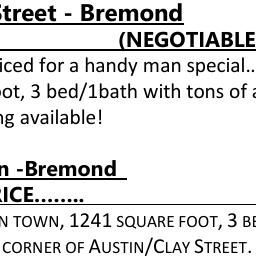 Street - Bremond
(NEGOTIABLE
iced for a handy man special..
oot, 3 bed/1bath with tons of a
ng available!
n -Bremond
RICE........
N TOWN, 1241 SQUARE FOOT, 3 BE
CORNER OF AUSTIN/CLAY STREET.